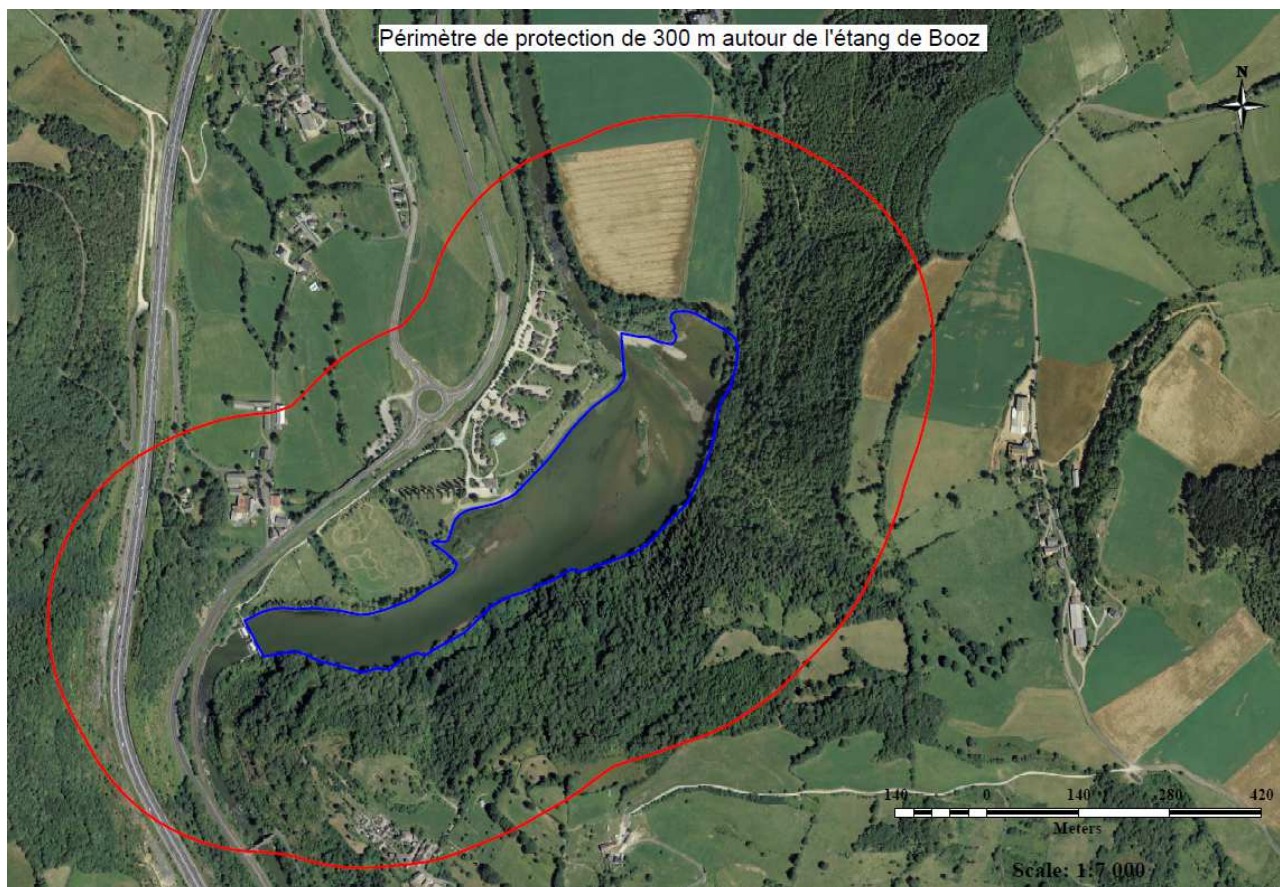 Périmètre de protection de 300 m autour de l'étang de Booz
N
140 0 140 280 420
Meters
Scale: 1:7 000